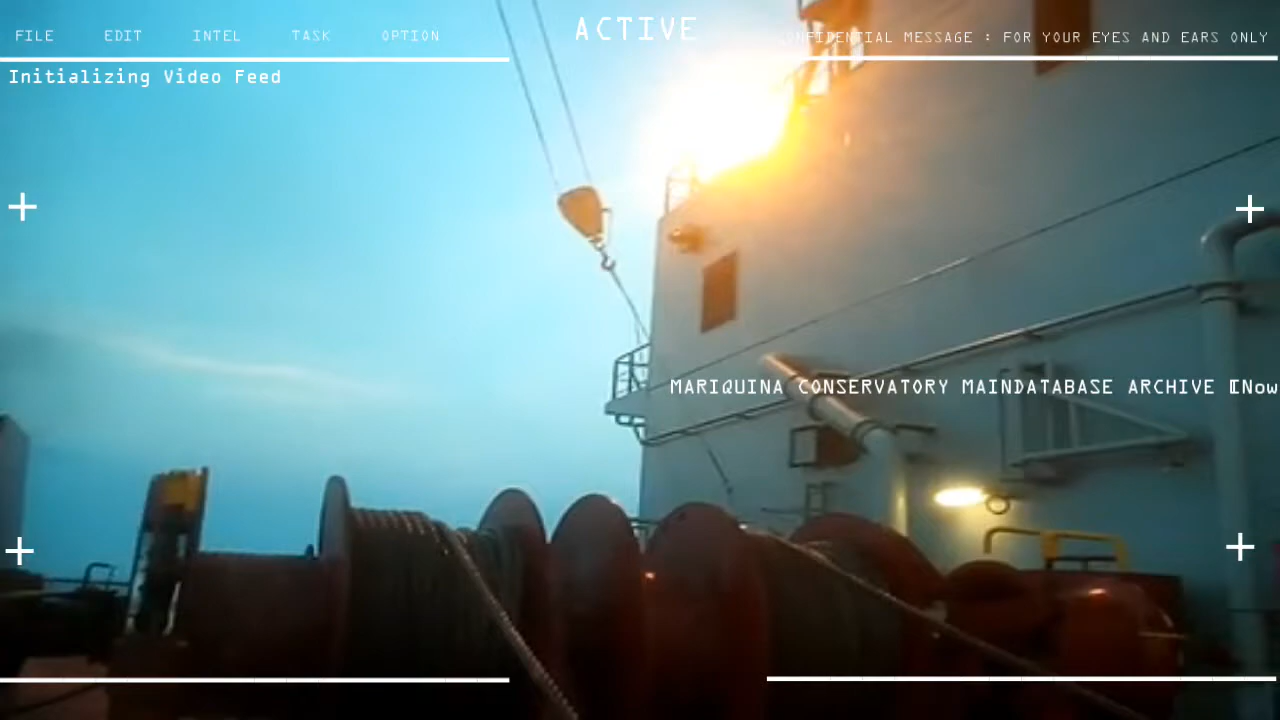 FILE EDIT INTEL TASK OPTION
ACTIVE
CONFIDENTIAL MESSAGE : FOR YOUR EYES AND EARS ONLY
Initializing Video Feed
MARIQUINA CONSERVATORY MAINDATABASE ARCHIVE